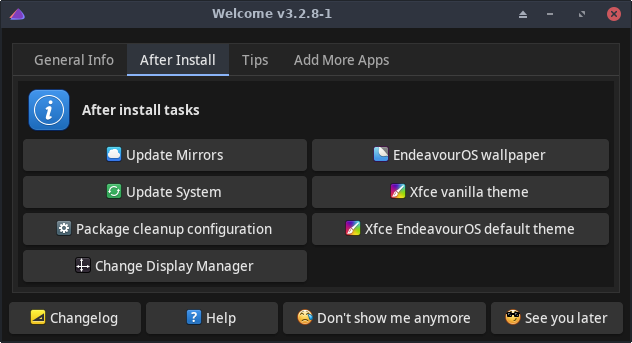 Welcome v3.2.8-1
General Info After Install Tips Add More Apps
After install tasks
Update Mirrors EndeavourOS wallpaper
Update System Xfce vanilla theme
Package cleanup configuration Xfce EndeavourOS default theme
Change Display Manager
Changelog Help Don't show me anymore See you later